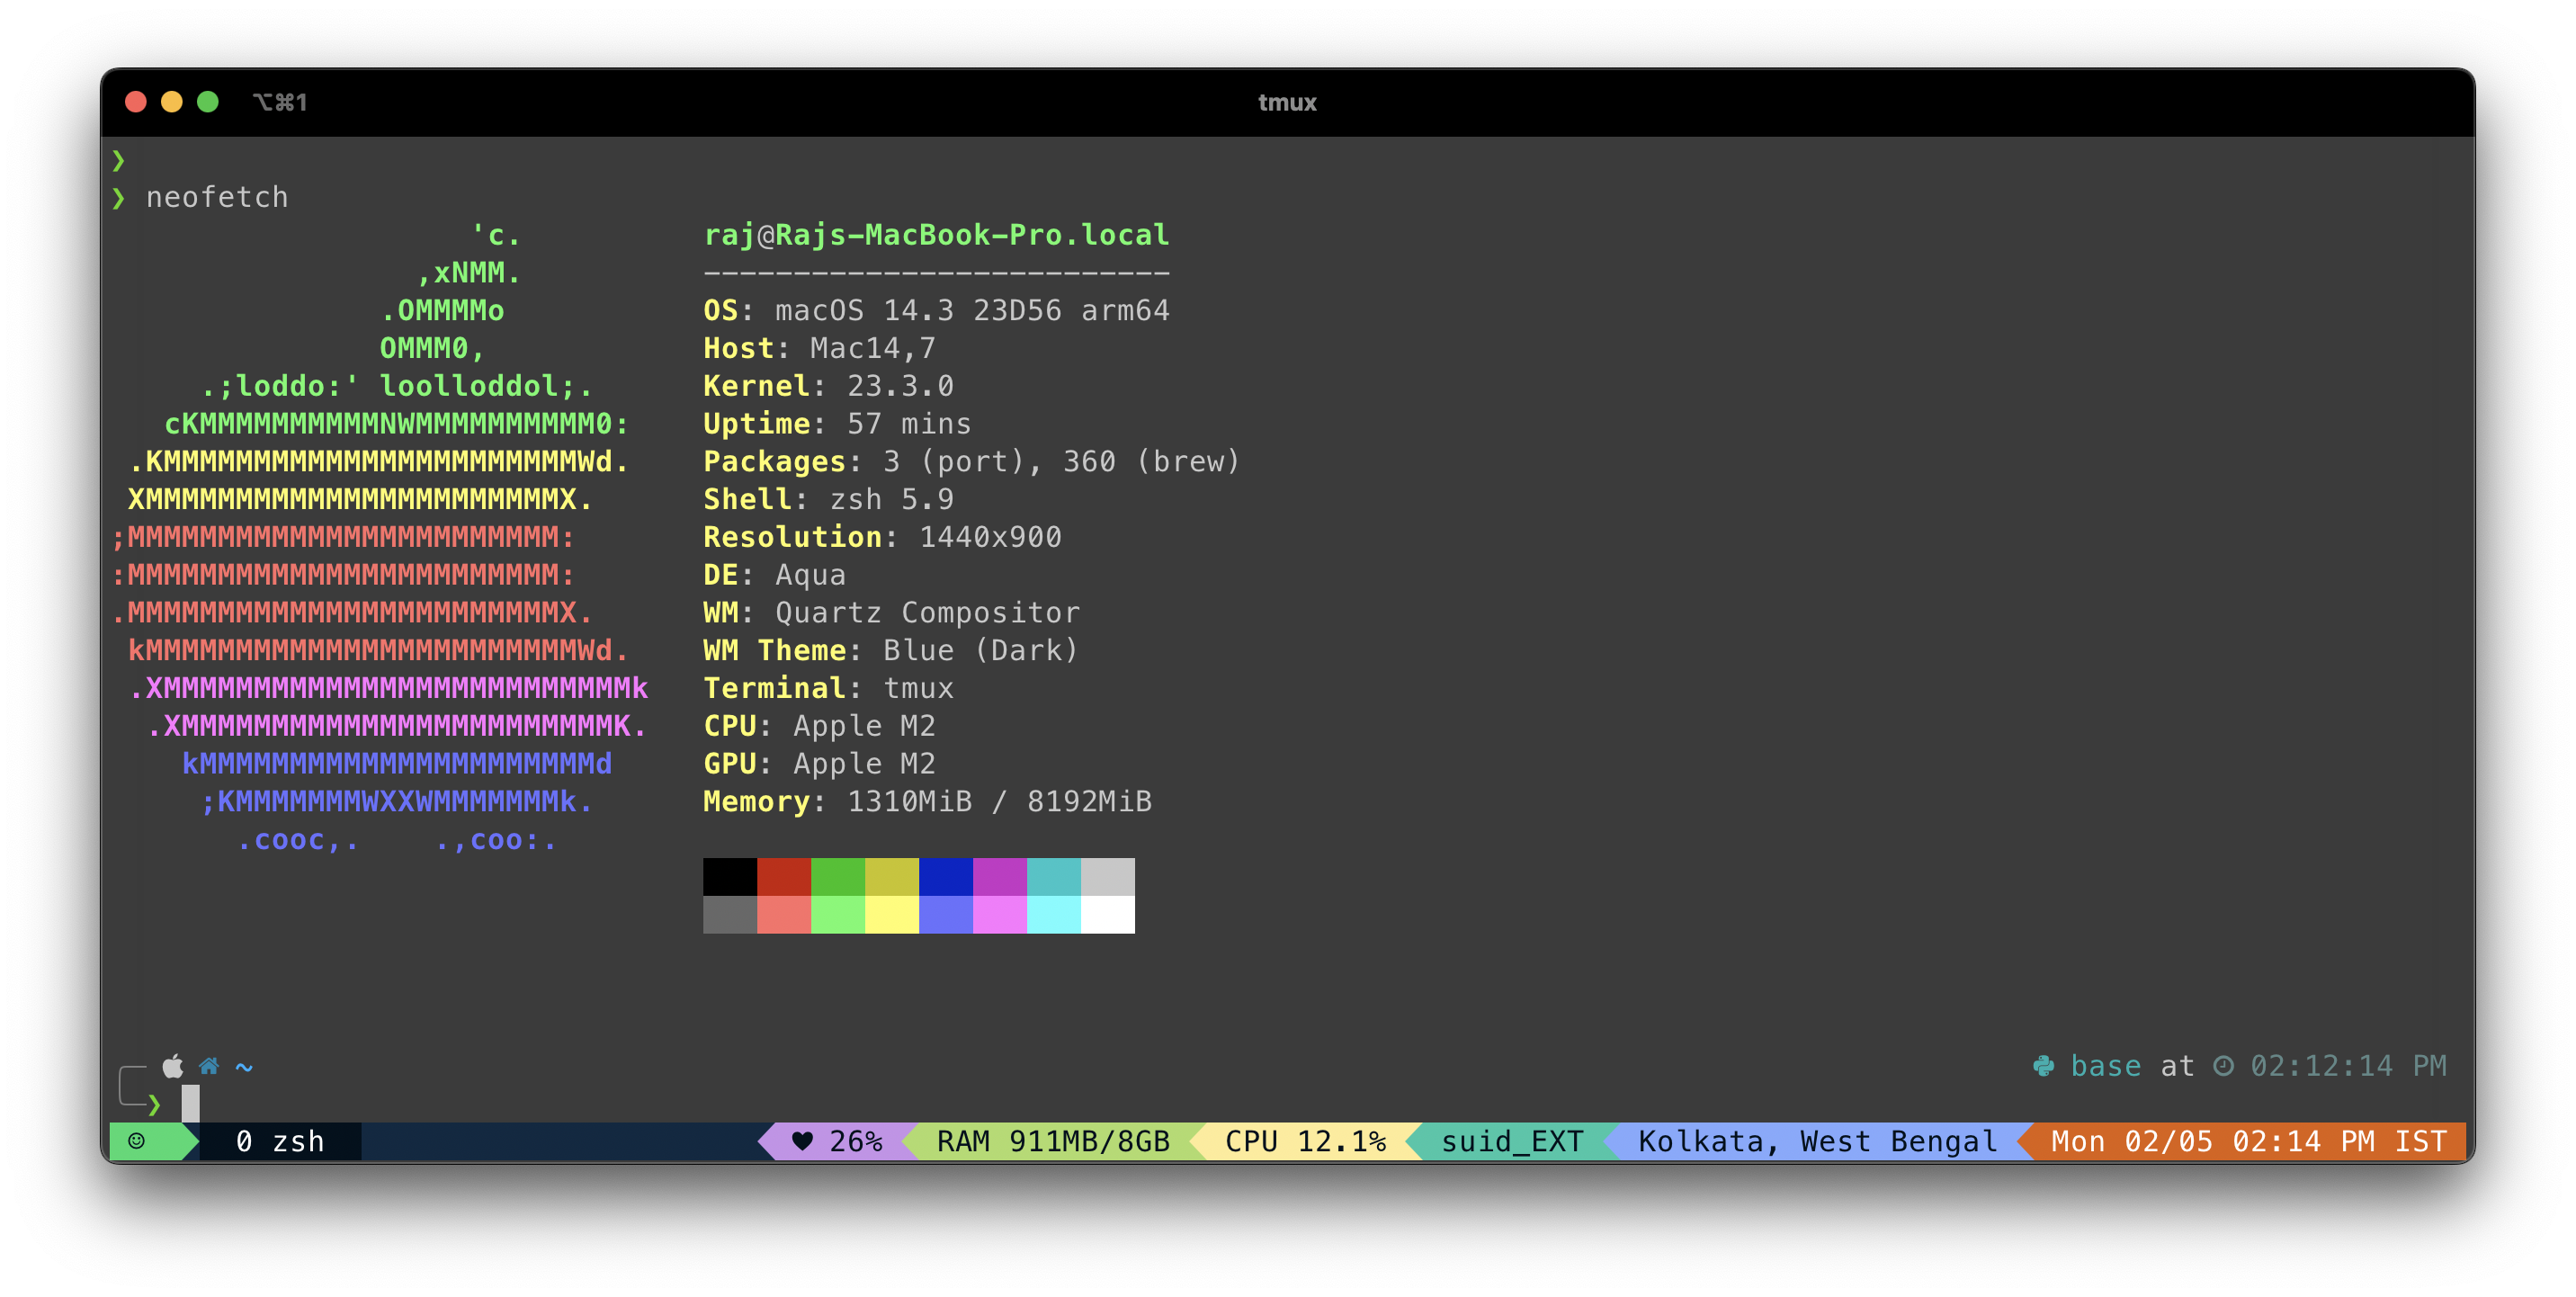 ⌥⌘1 tmux
❯
❯ neofetch
'c.
,xNMM.
.OMMMMo
OMMM0,
.;loddo:' loolloddol;.
cKMMMMMMMMMMNWMMMMMMMMMM0:
.KMMMMMMMMMMMMMMMMMMMMMMMWd.
XMMMMMMMMMMMMMMMMMMMMMMMX.
;MMMMMMMMMMMMMMMMMMMMMMMM:
:MMMMMMMMMMMMMMMMMMMMMMMM:
.MMMMMMMMMMMMMMMMMMMMMMMMX.
kMMMMMMMMMMMMMMMMMMMMMMMMWd.
.XMMMMMMMMMMMMMMMMMMMMMMMMMMk
.XMMMMMMMMMMMMMMMMMMMMMMMMK.
kMMMMMMMMMMMMMMMMMMMMMMd
;KMMMMMMMWXXWMMMMMMMk.
.cooc,. .,coo:.
raj@Rajs-MacBook-Pro.local
--------------------------
OS: macOS 14.3 23D56 arm64
Host: Mac14,7
Kernel: 23.3.0
Uptime: 57 mins
Packages: 3 (port), 360 (brew)
Shell: zsh 5.9
Resolution: 1440x900
DE: Aqua
WM: Quartz Compositor
WM Theme: Blue (Dark)
Terminal: tmux
CPU: Apple M2
GPU: Apple M2
Memory: 1310MiB / 8192MiB
~ base at 02:12:14 PM
❯
☺ 0 zsh ♥ 26% RAM 911MB/8GB CPU 12.1% suid_EXT Kolkata, West Bengal Mon 02/05 02:14 PM IST